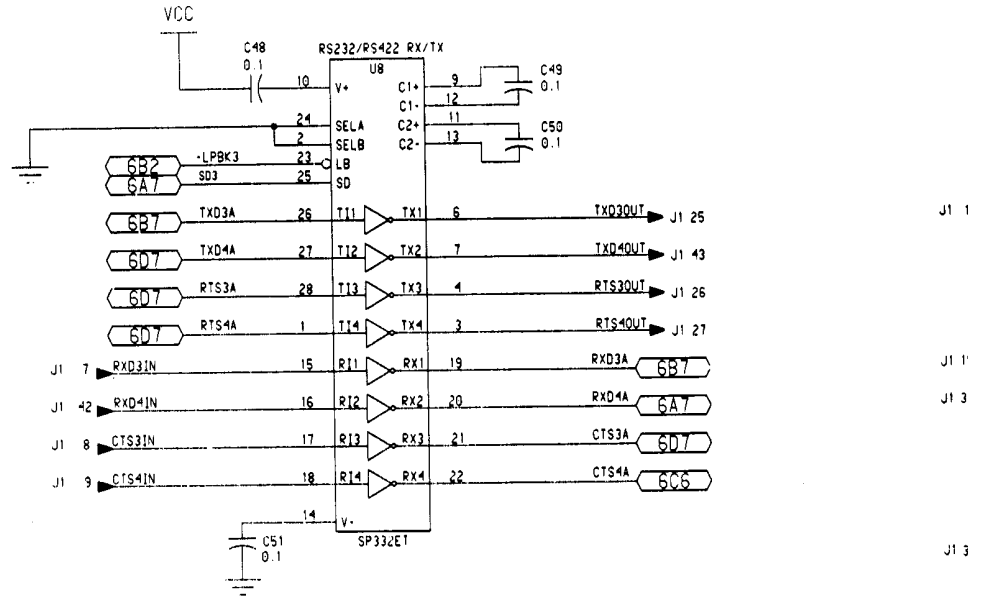 VCC
C48
0.1
RS232/RS422 RX/TX
U8
10 V+ C1+ 9
C49
0.1
C1- 12
24 SELA C2+ 11
C50
0.1
2 SELB C2- 13
6B2 -LPBK3 23 LB
6A7 SD3 25 SD
6B7 TXD3A 26 TI1 TX1 6 TXD3OUT J1 25
J1 1
6D7 TXD4A 27 TI2 TX2 7 TXD4OUT J1 43
6D7 RTS3A 28 TI3 TX3 4 RTS3OUT J1 26
6D7 RTS4A 1 TI4 TX4 3 RTS4OUT J1 27
J1 7 RXD3IN 15 RI1 RX1 19 RXD3A 6B7
J1 1
J1 42 RXD4IN 16 RI2 RX2 20 RXD4A 6A7
J1 3
J1 8 CTS3IN 17 RI3 RX3 21 CTS3A 6D7
J1 9 CTS4IN 18 RI4 RX4 22 CTS4A 6C6
14 V-
C51
0.1
SP332ET
J1 3